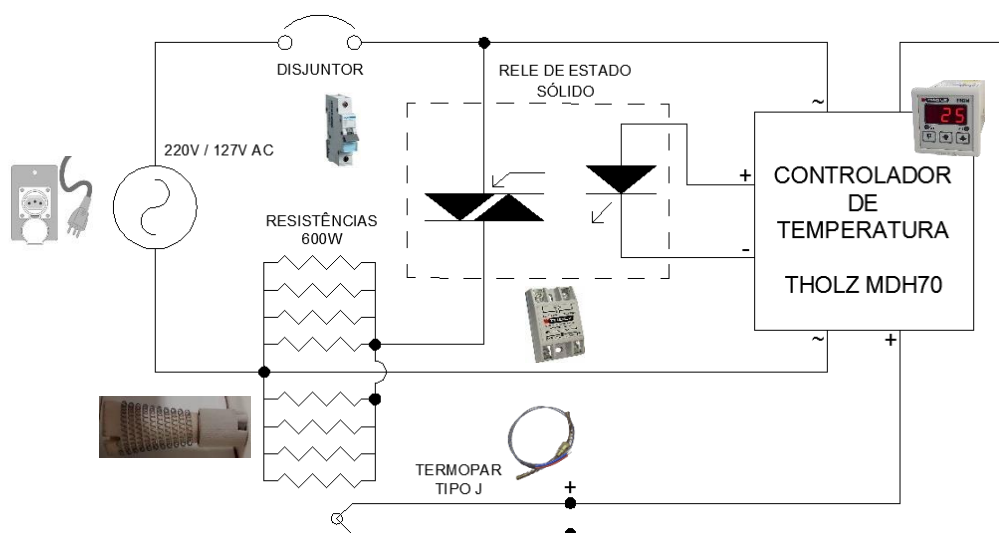 DISJUNTOR
RELE DE ESTADO
SÓLIDO
220V / 127V AC
~
25
+
CONTROLADOR
DE
TEMPERATURA
THOLZ MDH70
-
RESISTÊNCIAS
600W
~
+
TERMOPAR
TIPO J
+